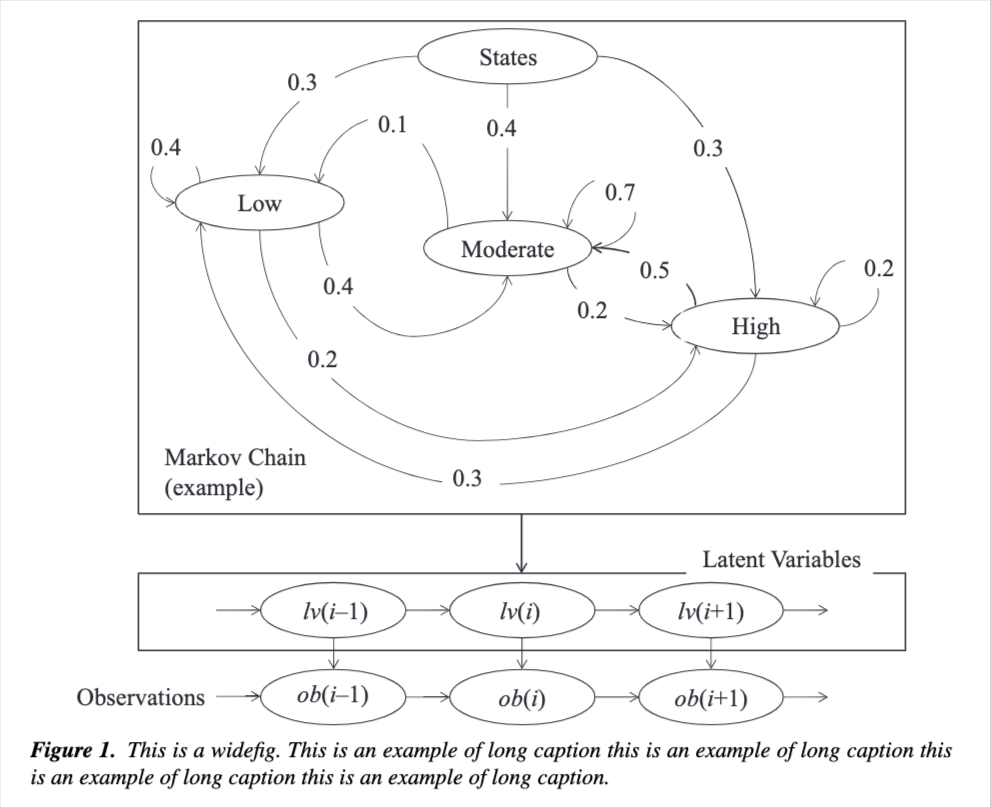 States
0.3
0.1
0.4
0.3
0.4
Low
0.7
Moderate
0.5
0.2
0.4
0.2
High
0.2
Markov Chain
(example)
0.3
Latent Variables
lv(i–1)
lv(i)
lv(i+1)
Observations
ob(i–1)
ob(i)
ob(i+1)
Figure 1. This is a widefig. This is an example of long caption this is an example of long caption this
is an example of long caption this is an example of long caption.